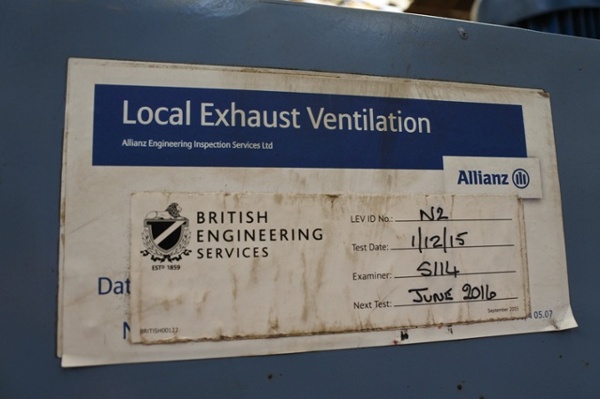 Local Exhaust Ventilation
Allianz Engineering Inspection Services Ltd
Allianz
BRITISH
ENGINEERING
SERVICES
ESTD 1859
LEV ID No.: N2
Test Date: 1/12/15
Examiner: S114
Next Test: JUNE 2016
Dat
N
05.07